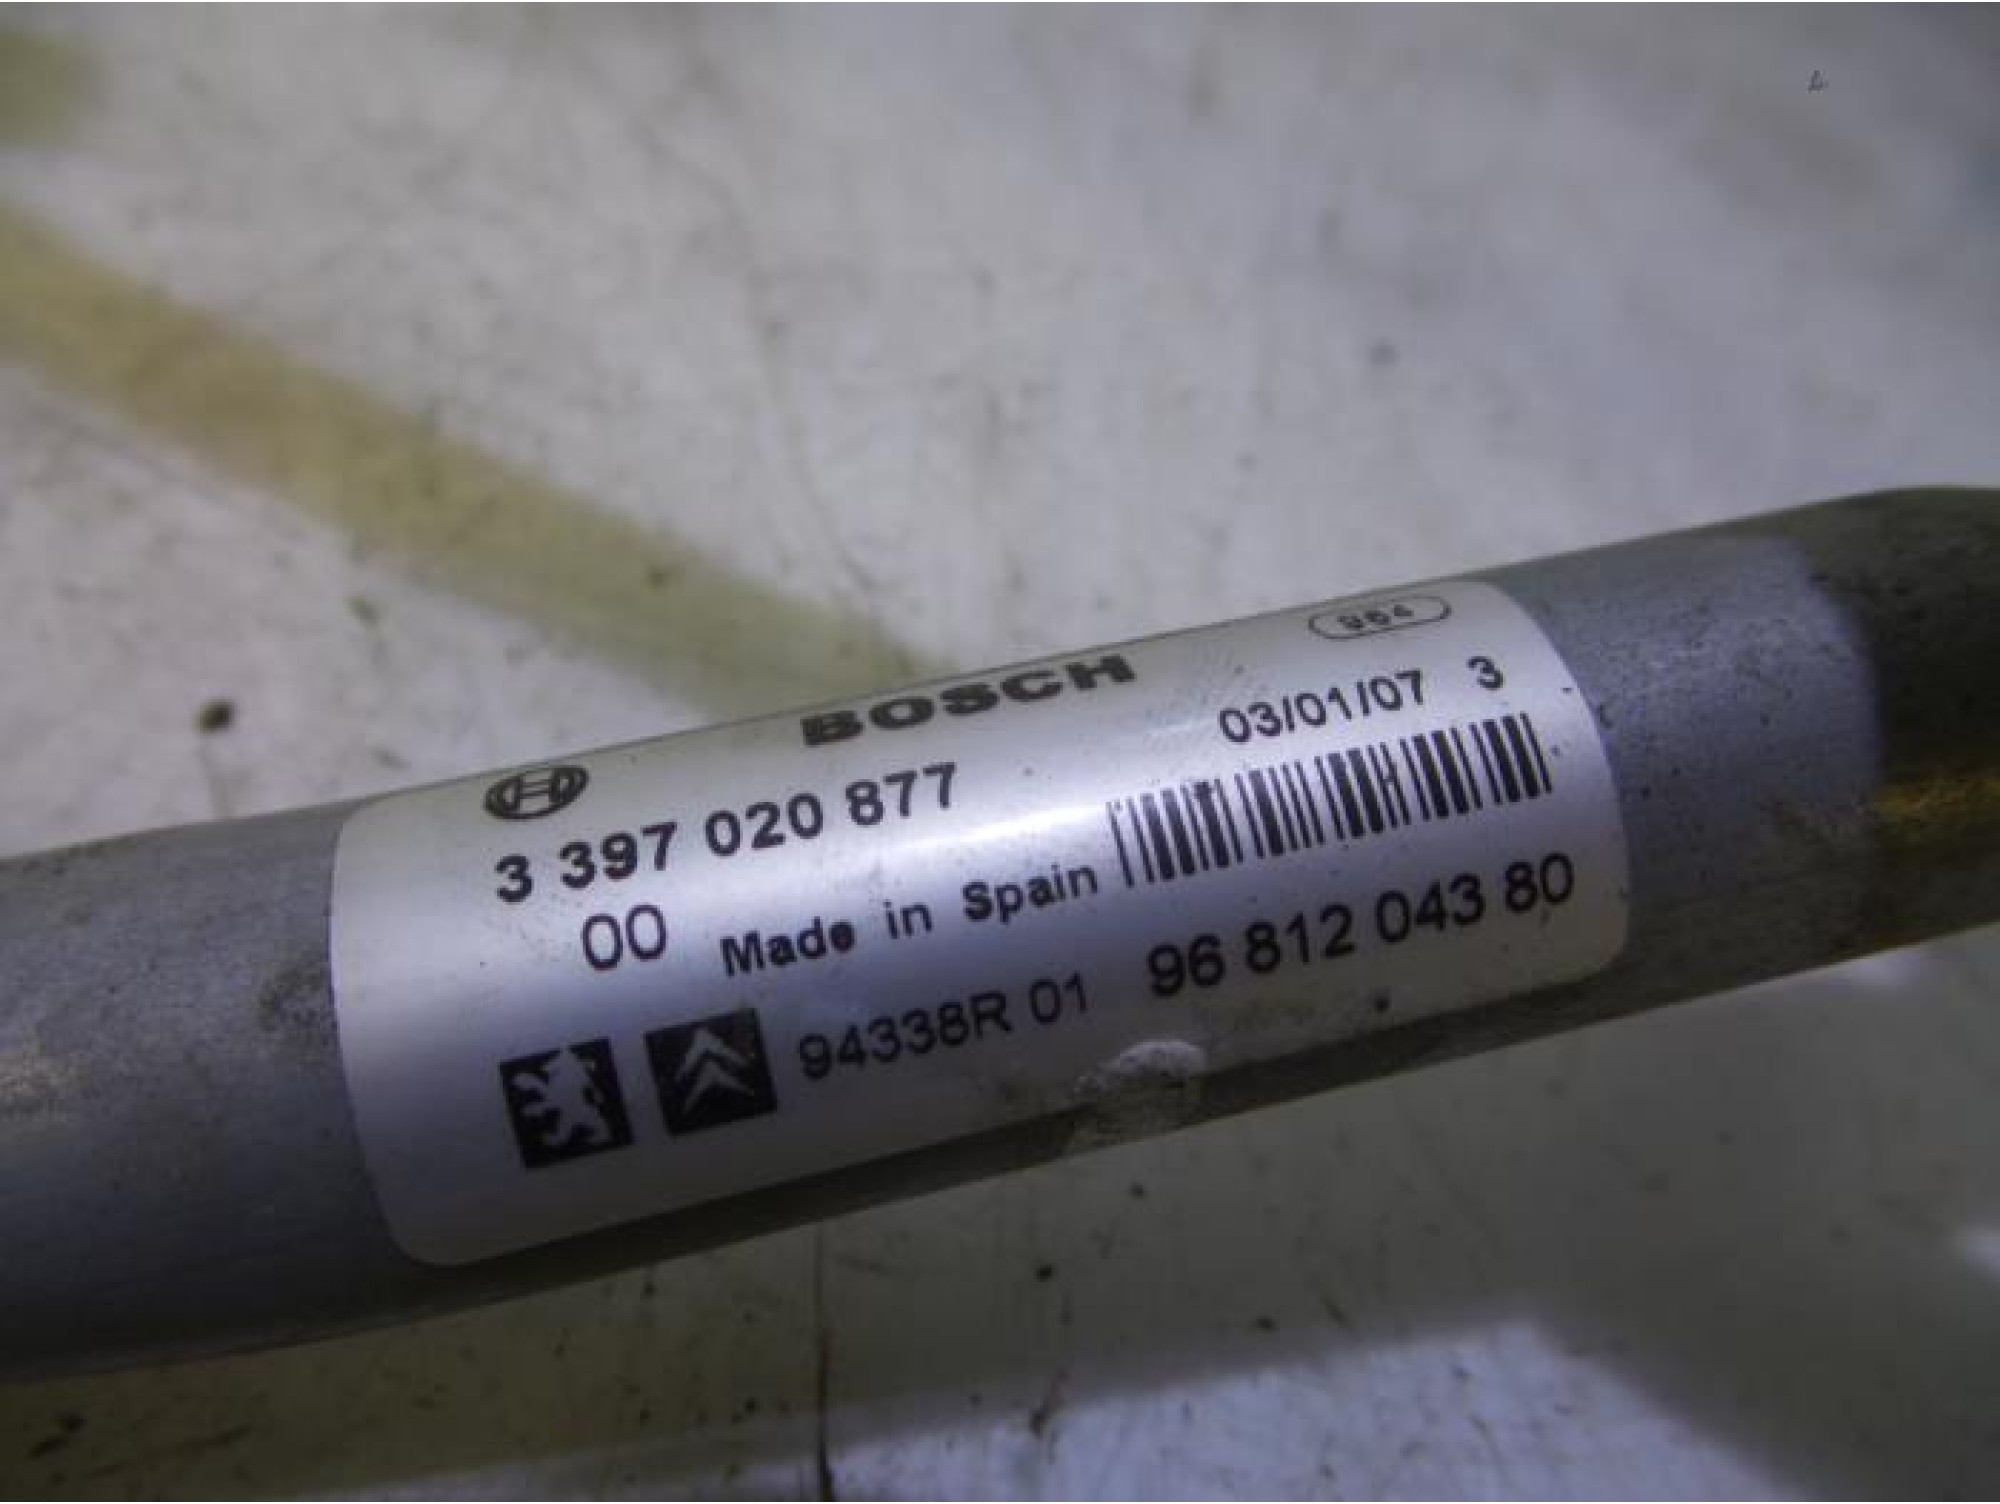 964
BOSCH
03/01/07 3
3 397 020 877
00 Made in Spain
94338R 01 96 812 043 80